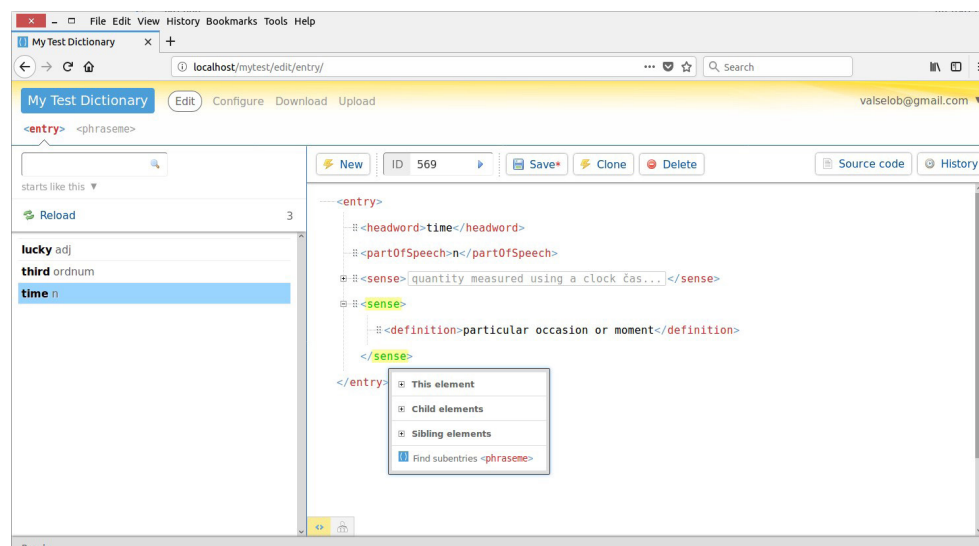 File Edit View History Bookmarks Tools Help
My Test Dictionary
localhost/mytest/edit/entry/
Search
My Test Dictionary Edit Configure Download Upload valselob@gmail.com
<entry> <phraseme>
New ID 569 Save* Clone Delete Source code History
starts like this
Reload 3
lucky adj
third ordnum
time n
<entry>
<headword>time</headword>
<partOfSpeech>n</partOfSpeech>
<sense>quantity measured using a clock čas...</sense>
<sense>
<definition>particular occasion or moment</definition>
</sense>
</entry>
This element
Child elements
Sibling elements
Find subentries <phraseme>